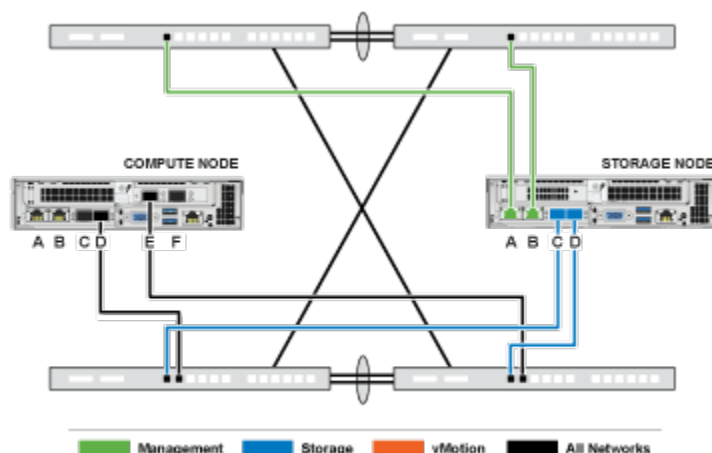 COMPUTE NODE
STORAGE NODE
A B C D E F
A B C D
Management Storage vMotion All Networks